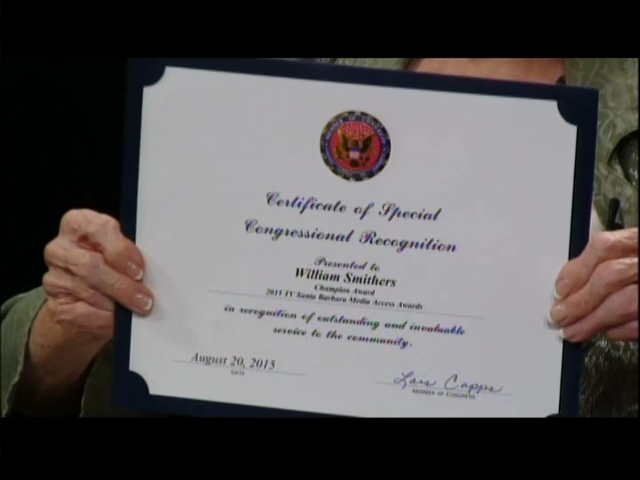 Certificate of Special
Congressional Recognition
Presented to
William Smithers
Champion Award
2015 TV Santa Barbara Media Access Awards
in recognition of outstanding and invaluable
service to the community.
August 20, 2015
DATE
Lois Capps
MEMBER OF CONGRESS